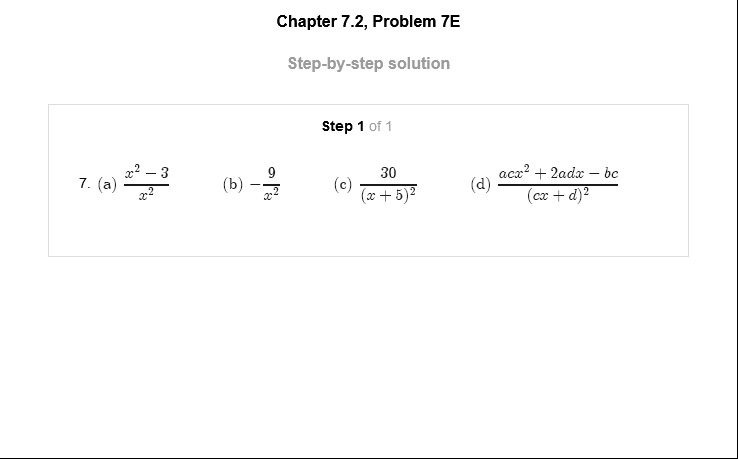 Chapter 7.2, Problem 7E
Step-by-step solution
Step 1 of 1
7. (a) \frac{x^2 - 3}{x^2} (b) -\frac{9}{x^2} (c) \frac{30}{(x + 5)^2} (d) \frac{acx^2 + 2adx - bc}{(cx + d)^2}